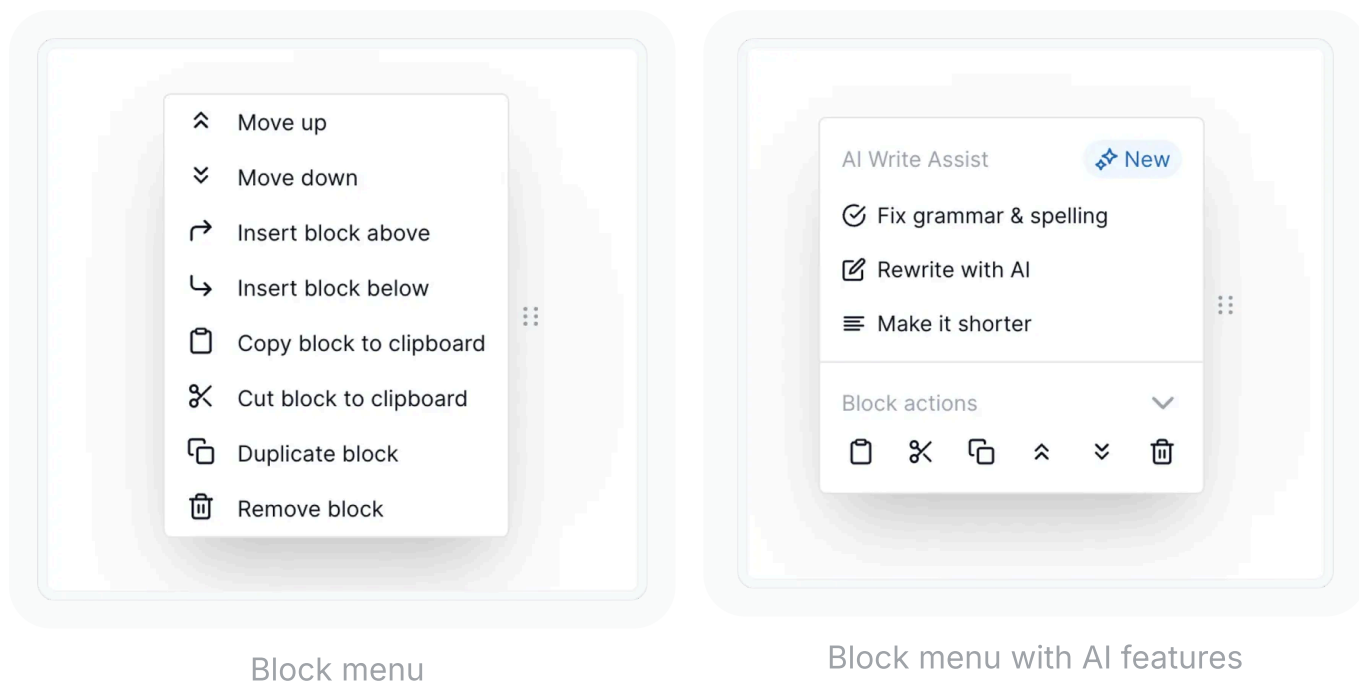 Move up
Move down
Insert block above
Insert block below
Copy block to clipboard
Cut block to clipboard
Duplicate block
Remove block
Block menu
AI Write Assist
New
Fix grammar & spelling
Rewrite with AI
Make it shorter
Block actions
Block menu with AI features